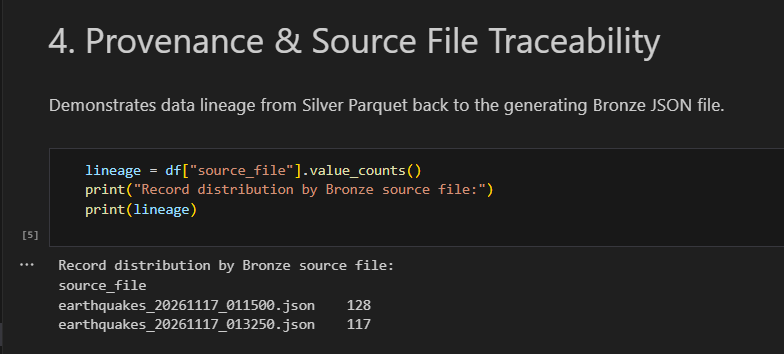 4. Provenance & Source File Traceability
Demonstrates data lineage from Silver Parquet back to the generating Bronze JSON file.
lineage = df["source_file"].value_counts()
print("Record distribution by Bronze source file:")
print(lineage)
[5]
... Record distribution by Bronze source file:
source_file
earthquakes_20261117_011500.json    128
earthquakes_20261117_013250.json    117